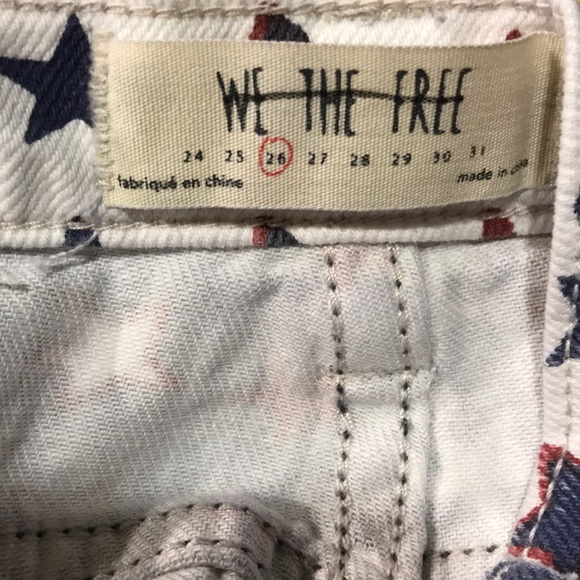 WE THE FREE
24 25 26 27 28 29 30 31
fabriqué en chine made in china